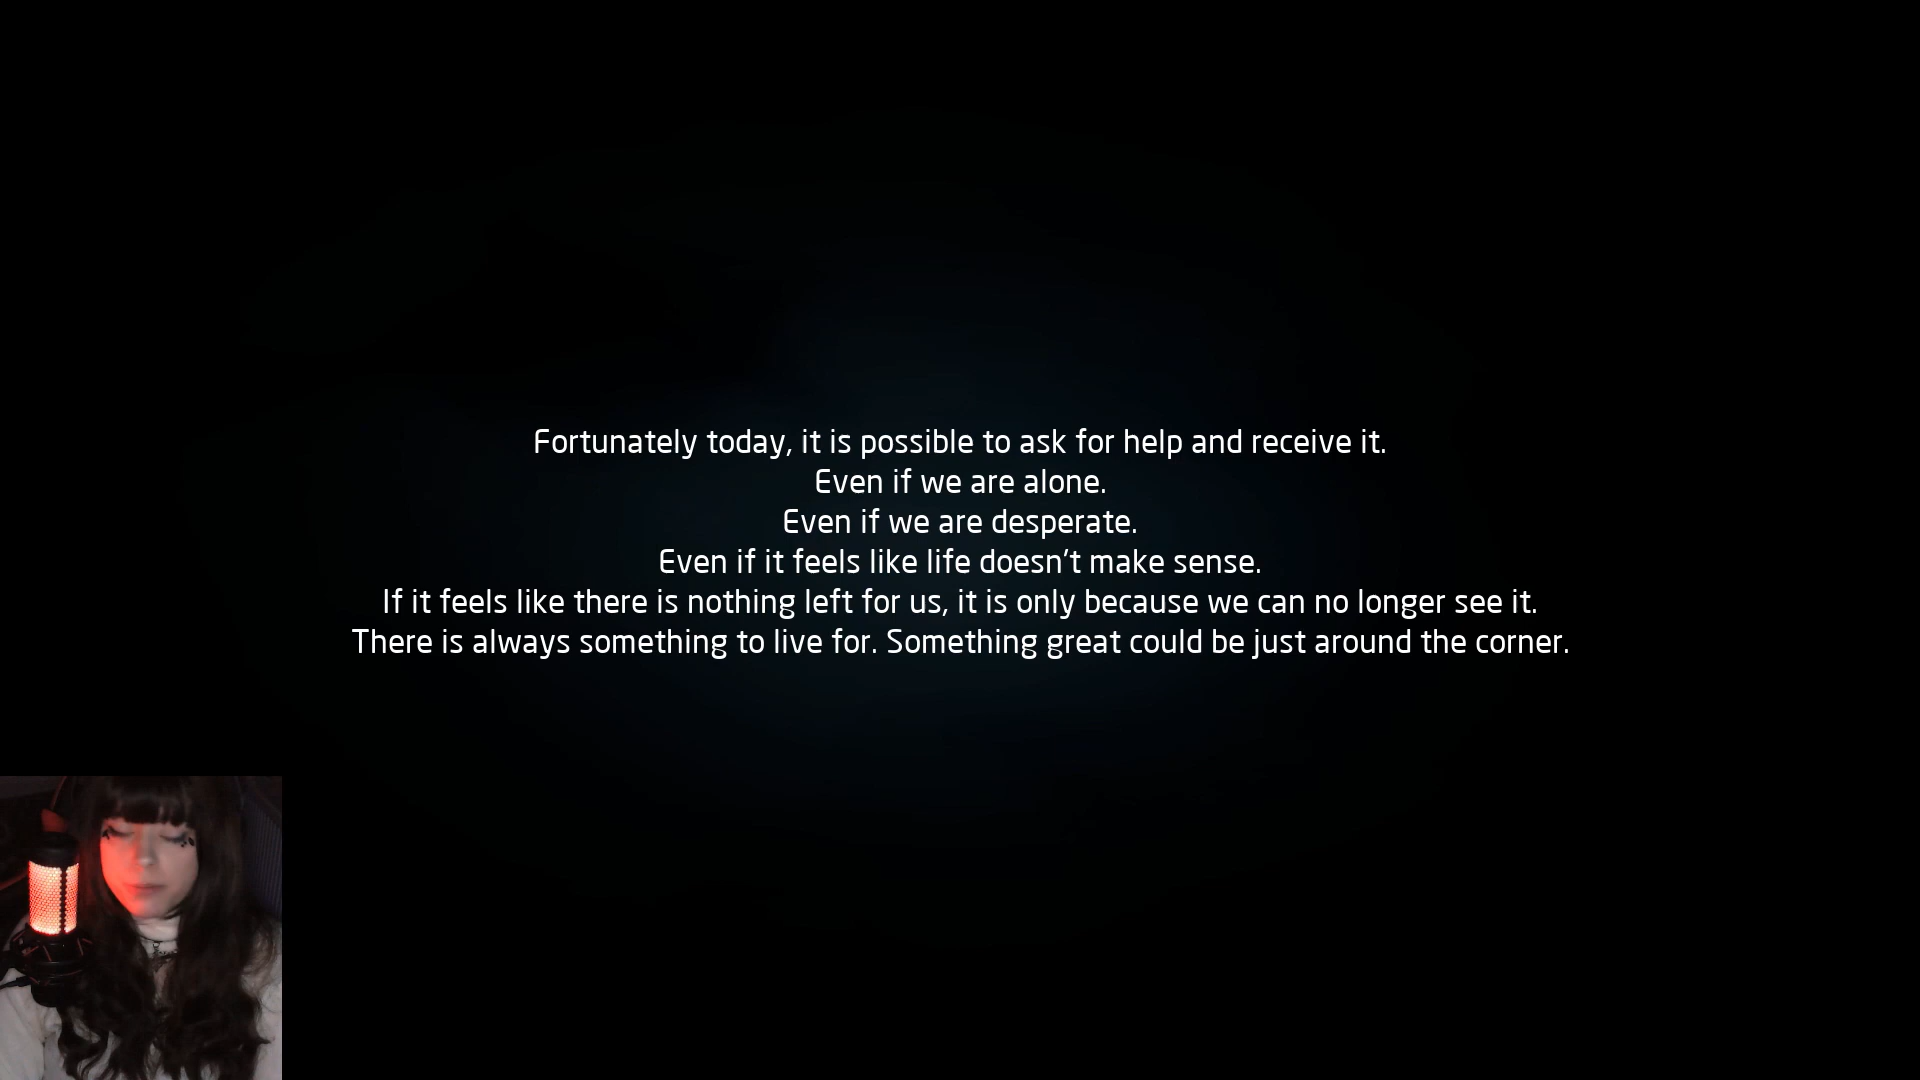 Fortunately today, it is possible to ask for help and receive it.
Even if we are alone.
Even if we are desperate.
Even if it feels like life doesn't make sense.
If it feels like there is nothing left for us, it is only because we can no longer see it.
There is always something to live for. Something great could be just around the corner.